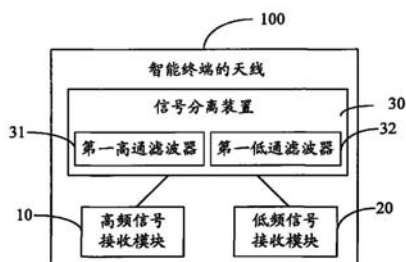 100
智能终端的天线
信号分离装置
30
31
第一高通滤波器
第一低通滤波器
32
10
高频信号
接收模块
低频信号
接收模块
20